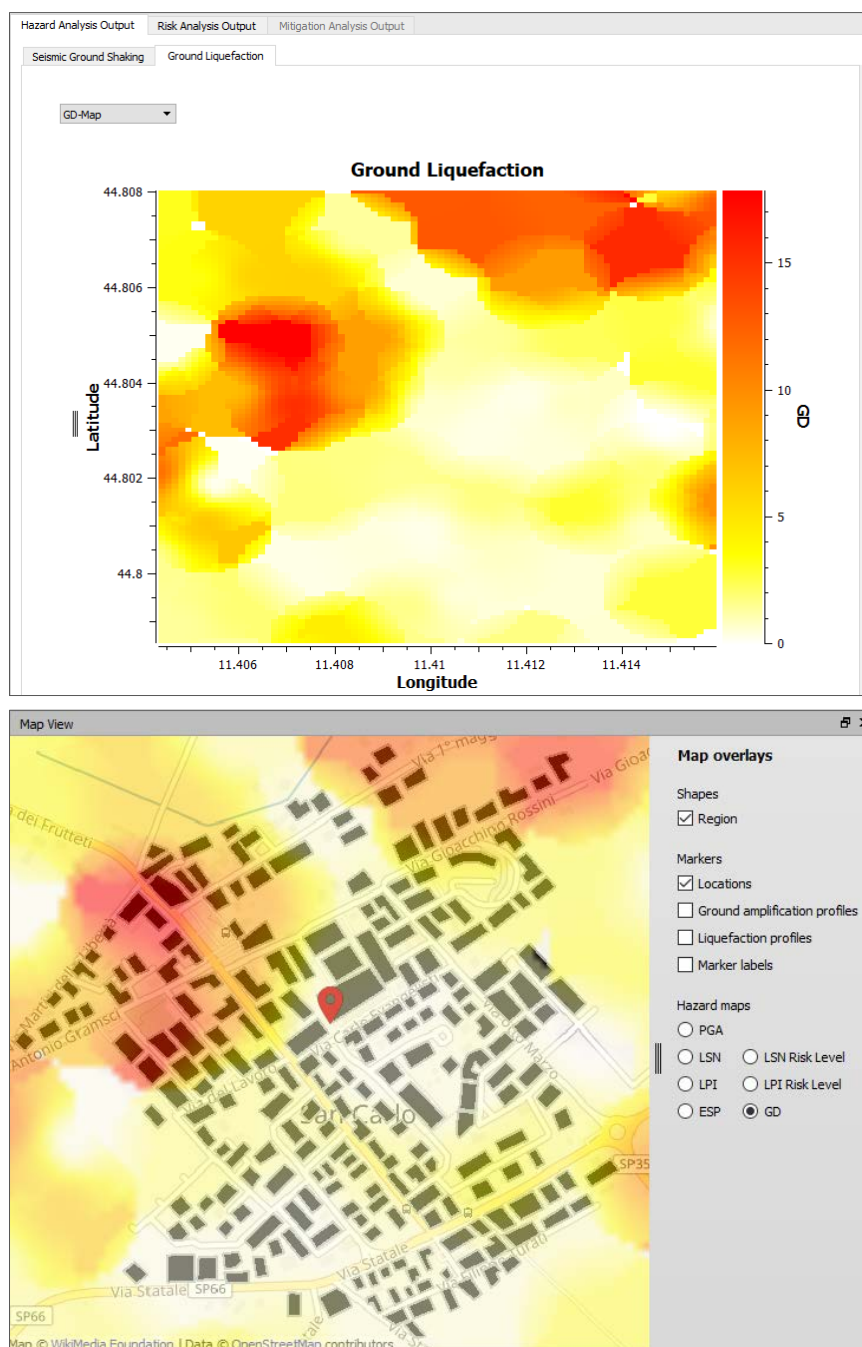 Hazard Analysis Output
Risk Analysis Output
Mitigation Analysis Output
Seismic Ground Shaking
Ground Liquefaction
GD-Map
Ground Liquefaction
44.808
44.806
44.804
44.802
44.8
Latitude
11.406
11.408
11.41
11.412
11.414
Longitude
15
10
5
0
GD
Map View
Via 1° magg
Via Gioac
a dei Frutteti
Via Gioacchino Rossini
Antonio Gramsci
Via del Lavoro
San Carlo
SP35
Via Statale
Via Statale
SP66
SP66
Map © WikiMedia Foundation | Data © OpenStreetMap contributors
Map overlays
Shapes
Region
Markers
Locations
Ground amplification profiles
Liquefaction profiles
Marker labels
Hazard maps
PGA
LSN
LSN Risk Level
LPI
LPI Risk Level
ESP
GD